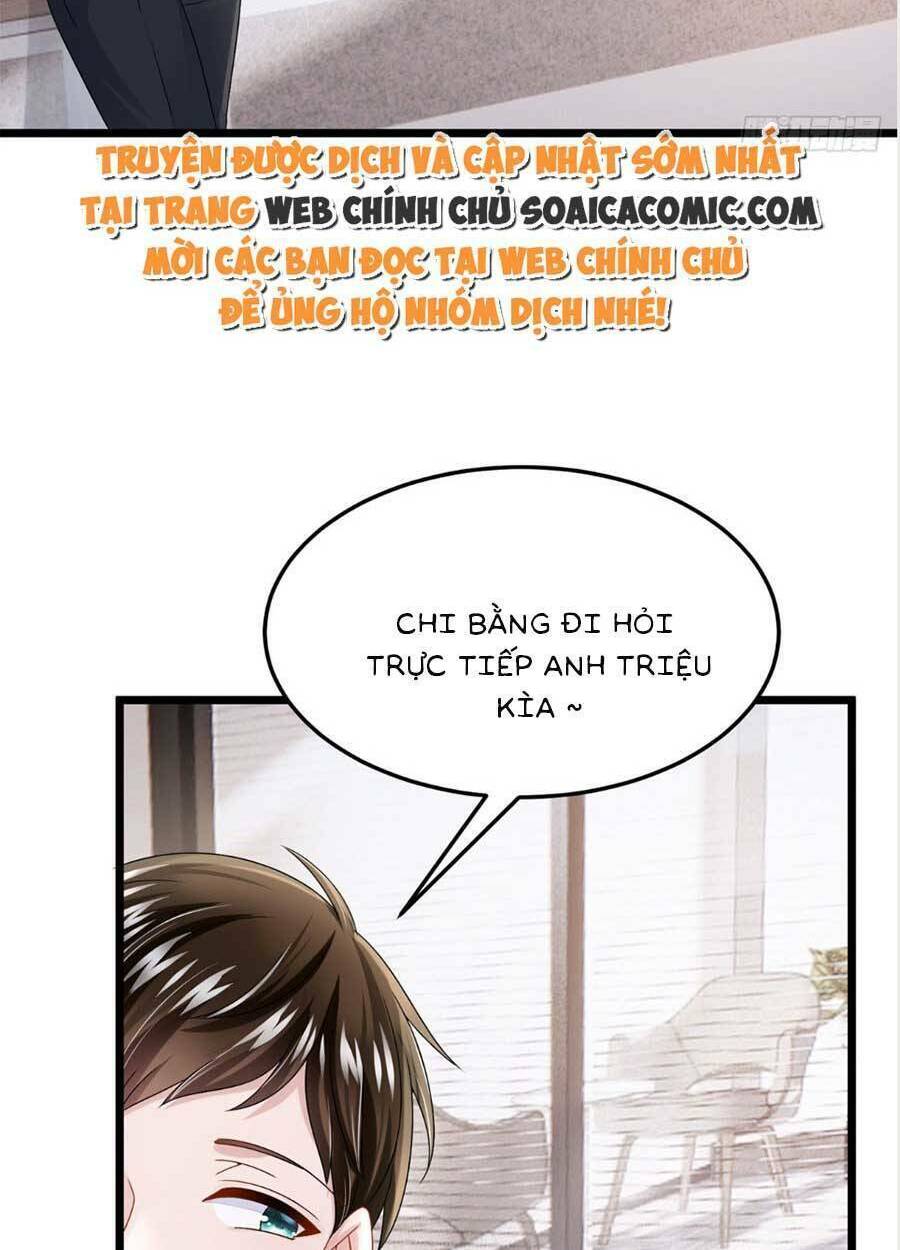 TRUYỆN ĐƯỢC DỊCH VÀ CẬP NHẬT SỚM NHẤT
TẠI TRANG WEB CHÍNH CHỦ SOAICACOMIC.COM
MỜI CÁC BẠN ĐỌC TẠI WEB CHÍNH CHỦ
ĐỂ ỦNG HỘ NHÓM DỊCH NHÉ!
CHI BẰNG ĐI HỎI
TRỰC TIẾP ANH TRIỆU
KÌA ~